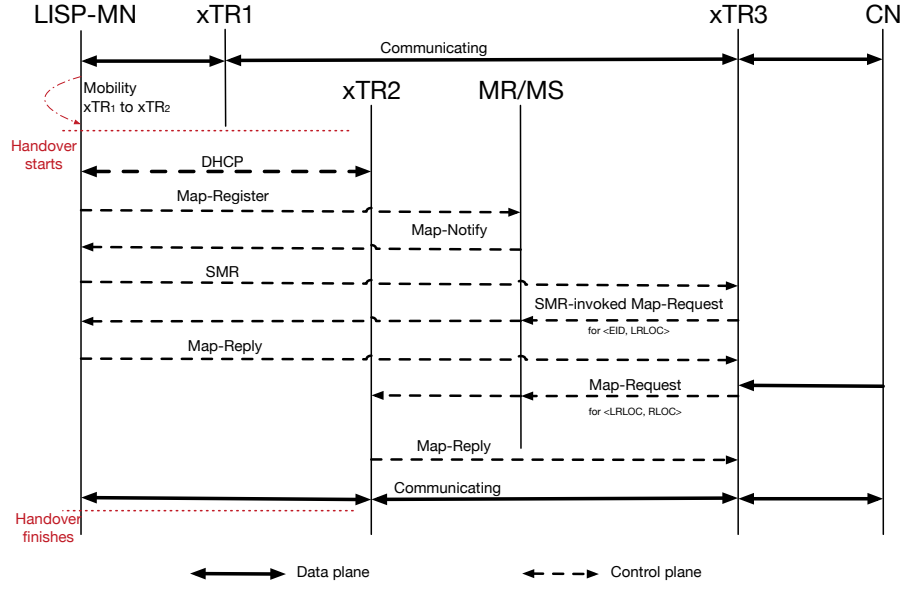 LISP-MN xTR1 xTR3 CN
Communicating
Mobility
xTR1 to xTR2
xTR2 MR/MS
Handover
starts
DHCP
Map-Register
Map-Notify
SMR
SMR-invoked Map-Request
for <EID, LRLOC>
Map-Reply
Map-Request
for <LRLOC, RLOC>
Map-Reply
Communicating
Handover
finishes
Data plane Control plane